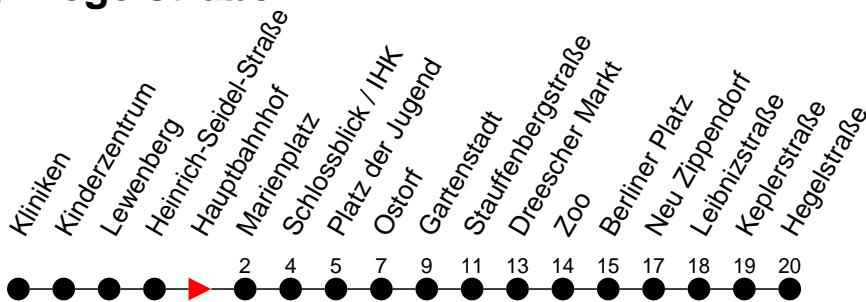 Kliniken
Kinderzentrum
Lewenberg
Heinrich-Seidel-Straße
Hauptbahnhof
Marienplatz
Schlossblick / IHK
Platz der Jugend
Ostorf
Gartenstadt
Stauffenbergstraße
Dreescher Markt
Zoo
Berliner Platz
Neu Zippendorf
Leibnizstraße
Keplerstraße
Hegelstraße
2 4 5 7 9 11 13 14 15 17 18 19 20